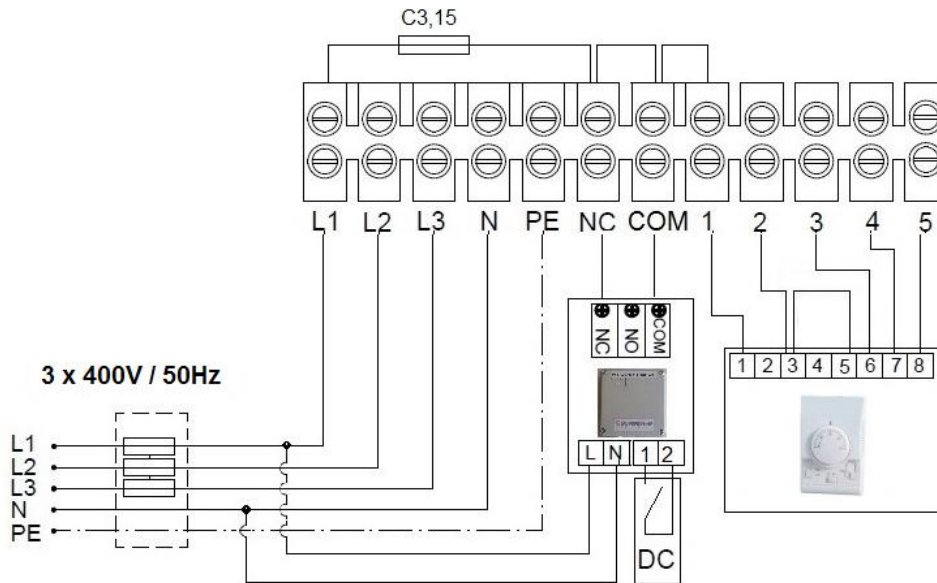 C3,15
L1 L2 L3 N PE NC COM 1 2 3 4 5
NC NO COM
1 2 3 4 5 6 7 8
3 x 400V / 50Hz
L1
L2
L3
N
PE
L N 1 2
DC